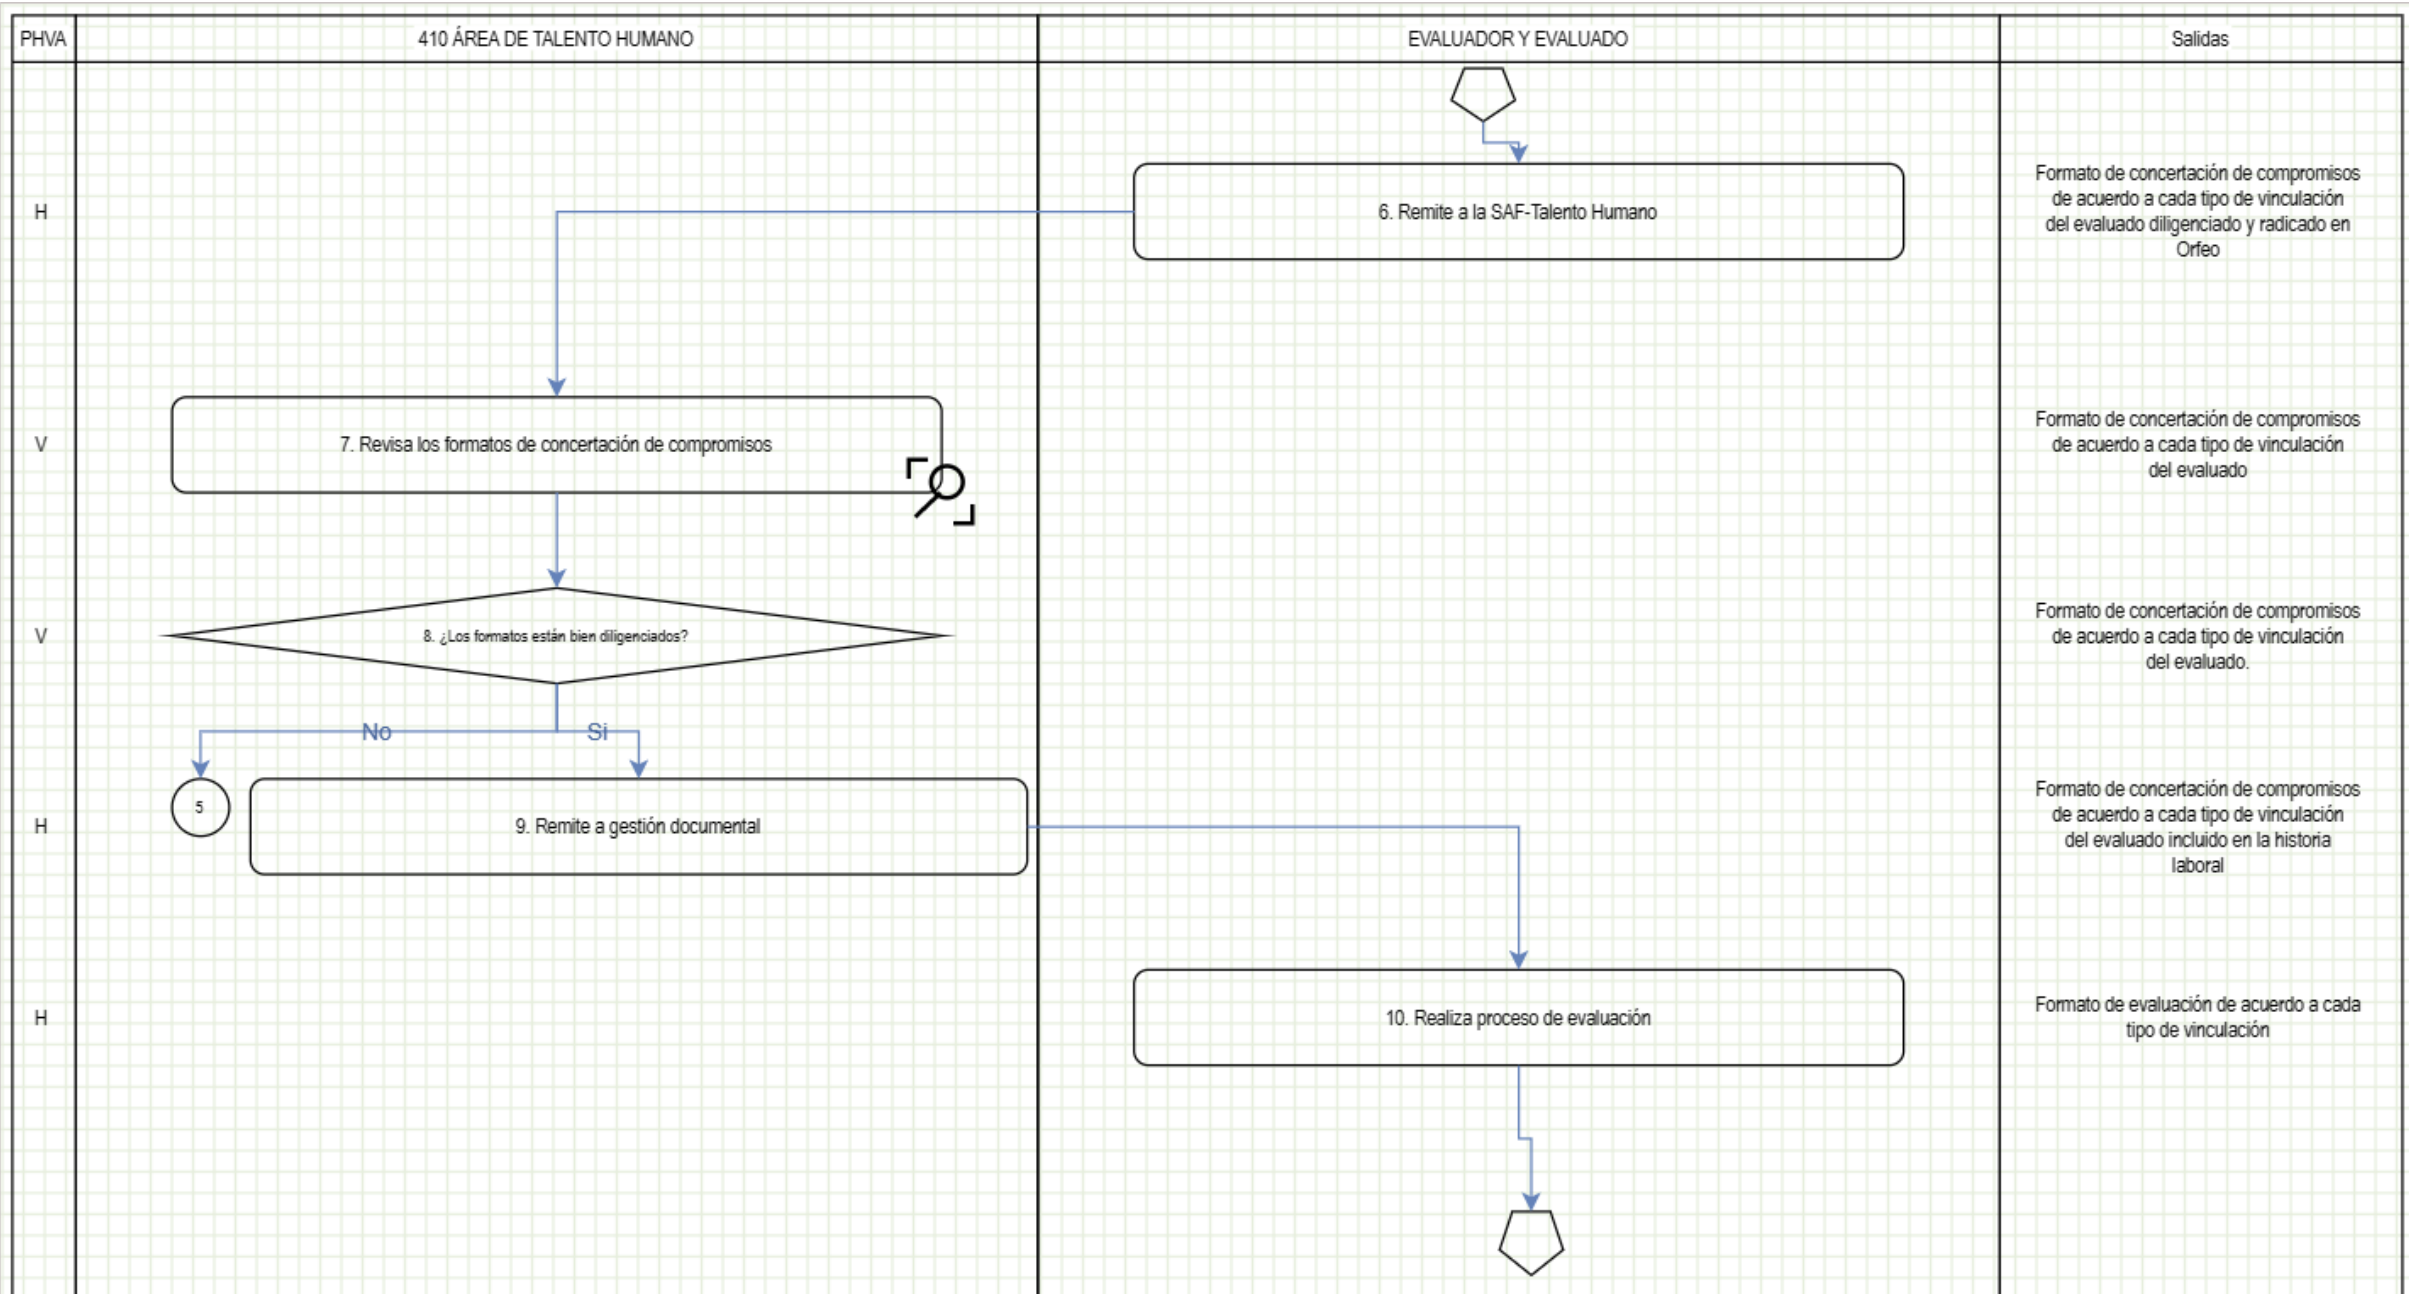 PHVA
410 ÁREA DE TALENTO HUMANO
EVALUADOR Y EVALUADO
Salidas
H
6. Remite a la SAF-Talento Humano
Formato de concertación de compromisos
de acuerdo a cada tipo de vinculación
del evaluado diligenciado y radicado en
Orfeo
V
7. Revisa los formatos de concertación de compromisos
Formato de concertación de compromisos
de acuerdo a cada tipo de vinculación
del evaluado
V
8. ¿Los formatos están bien diligenciados?
Formato de concertación de compromisos
de acuerdo a cada tipo de vinculación
del evaluado.
No
Si
H
5
9. Remite a gestión documental
Formato de concertación de compromisos
de acuerdo a cada tipo de vinculación
del evaluado incluido en la historia
laboral
H
10. Realiza proceso de evaluación
Formato de evaluación de acuerdo a cada
tipo de vinculación